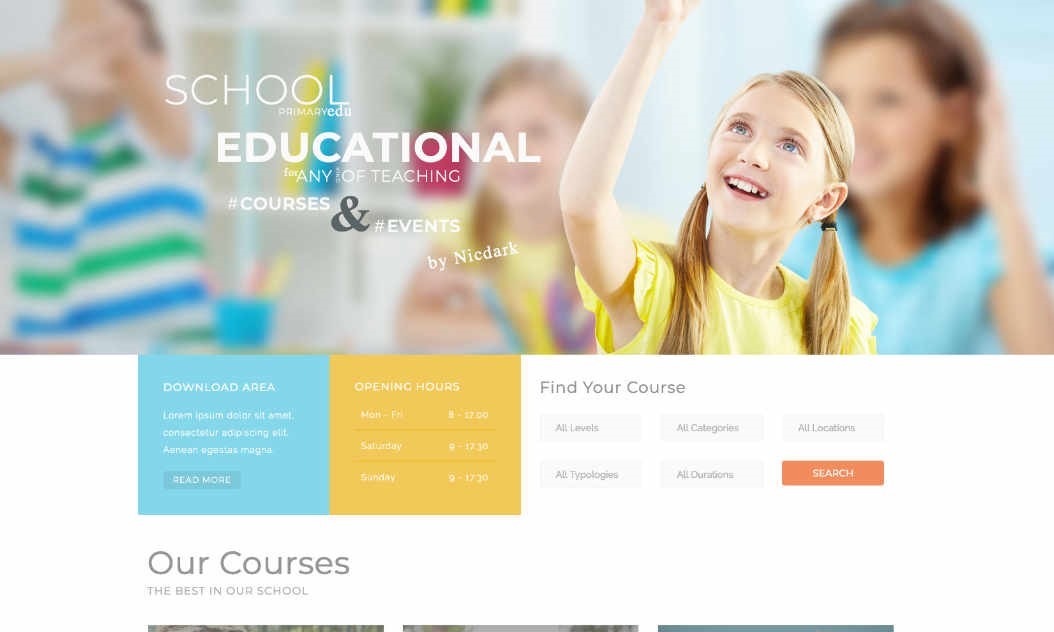 SCHOOL
PRIMARY edu
EDUCATIONAL
for ANY OF TEACHING
#COURSES & #EVENTS
by Nicdark
DOWNLOAD AREA
Lorem ipsum dolor sit amet,
consectetur adipiscing elit.
Aenean egestas magna.
READ MORE
OPENING HOURS
Mon - Fri 8 - 17.00
Saturday 9 - 17.30
Sunday 9 - 17.30
Find Your Course
All Levels All Categories All Locations
All Typologies All Durations SEARCH
Our Courses
THE BEST IN OUR SCHOOL